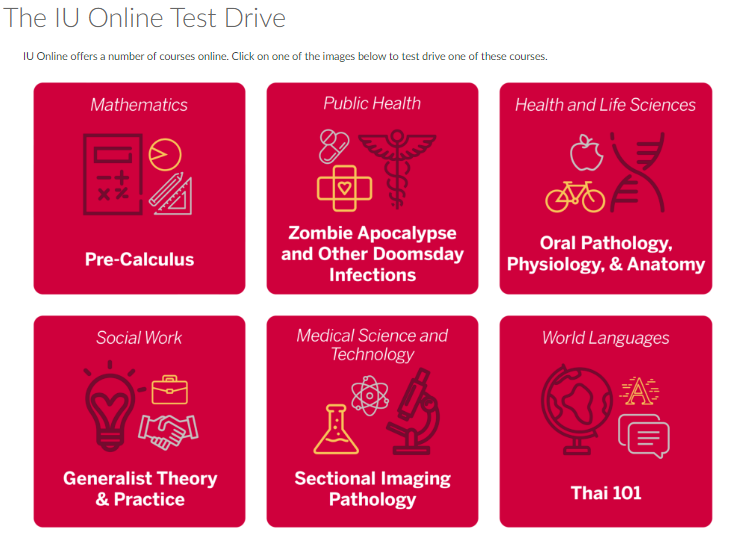 The IU Online Test Drive
IU Online offers a number of courses online. Click on one of the images below to test drive one of these courses.
Mathematics
Pre-Calculus
Public Health
Zombie Apocalypse
and Other Doomsday
Infections
Health and Life Sciences
Oral Pathology,
Physiology, & Anatomy
Social Work
Generalist Theory
& Practice
Medical Science and
Technology
Sectional Imaging
Pathology
World Languages
A
Thai 101